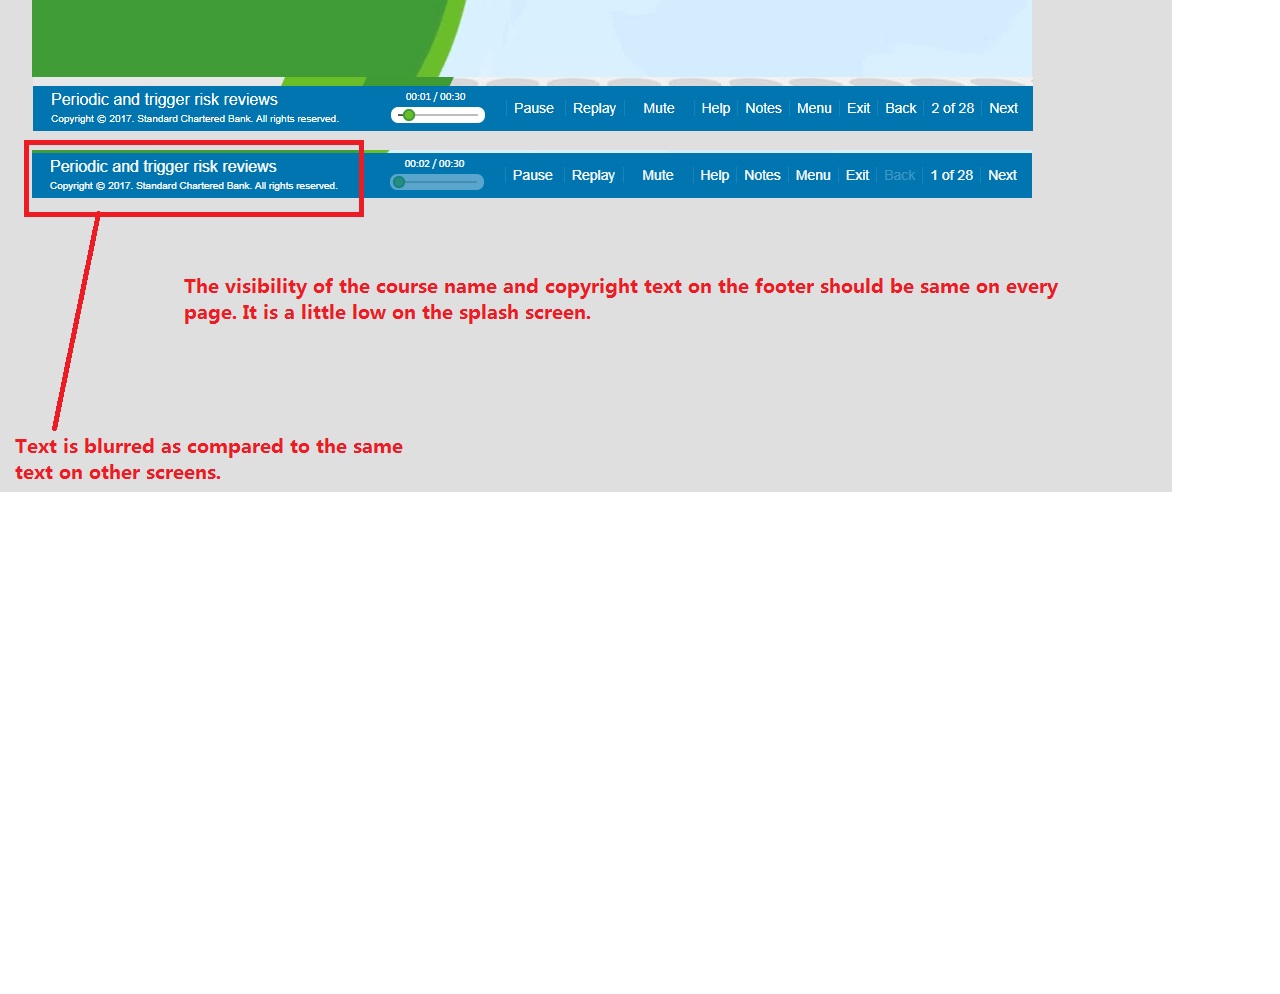 Periodic and trigger risk reviews
Copyright © 2017. Standard Chartered Bank. All rights reserved.
00:01 / 00:30
Pause Replay Mute Help Notes Menu Exit Back 2 of 28 Next
Periodic and trigger risk reviews
Copyright © 2017. Standard Chartered Bank. All rights reserved.
00:02 / 00:30
Pause Replay Mute Help Notes Menu Exit Back 1 of 28 Next
The visibility of the course name and copyright text on the footer should be same on every
page. It is a little low on the splash screen.
Text is blurred as compared to the same
text on other screens.